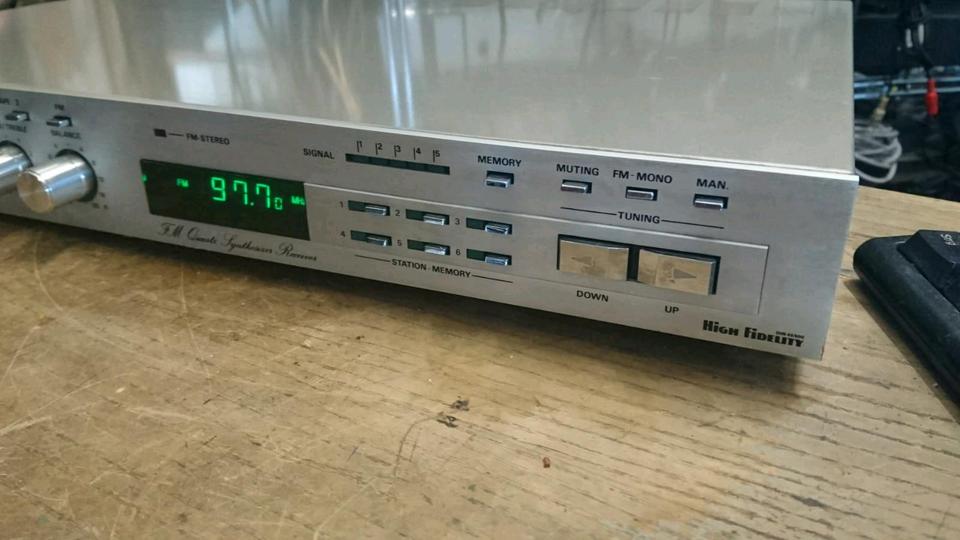 FM
BALANCE
FM-STEREO
SIGNAL
1 2 3 4 5
MEMORY
MUTING
FM-MONO
MAN.
TUNING
FM 97.70 MHz
1 2 3
4 5 6
STATION-MEMORY
DOWN
UP
FM Quartz Synthesizer Receiver
High Fidelity